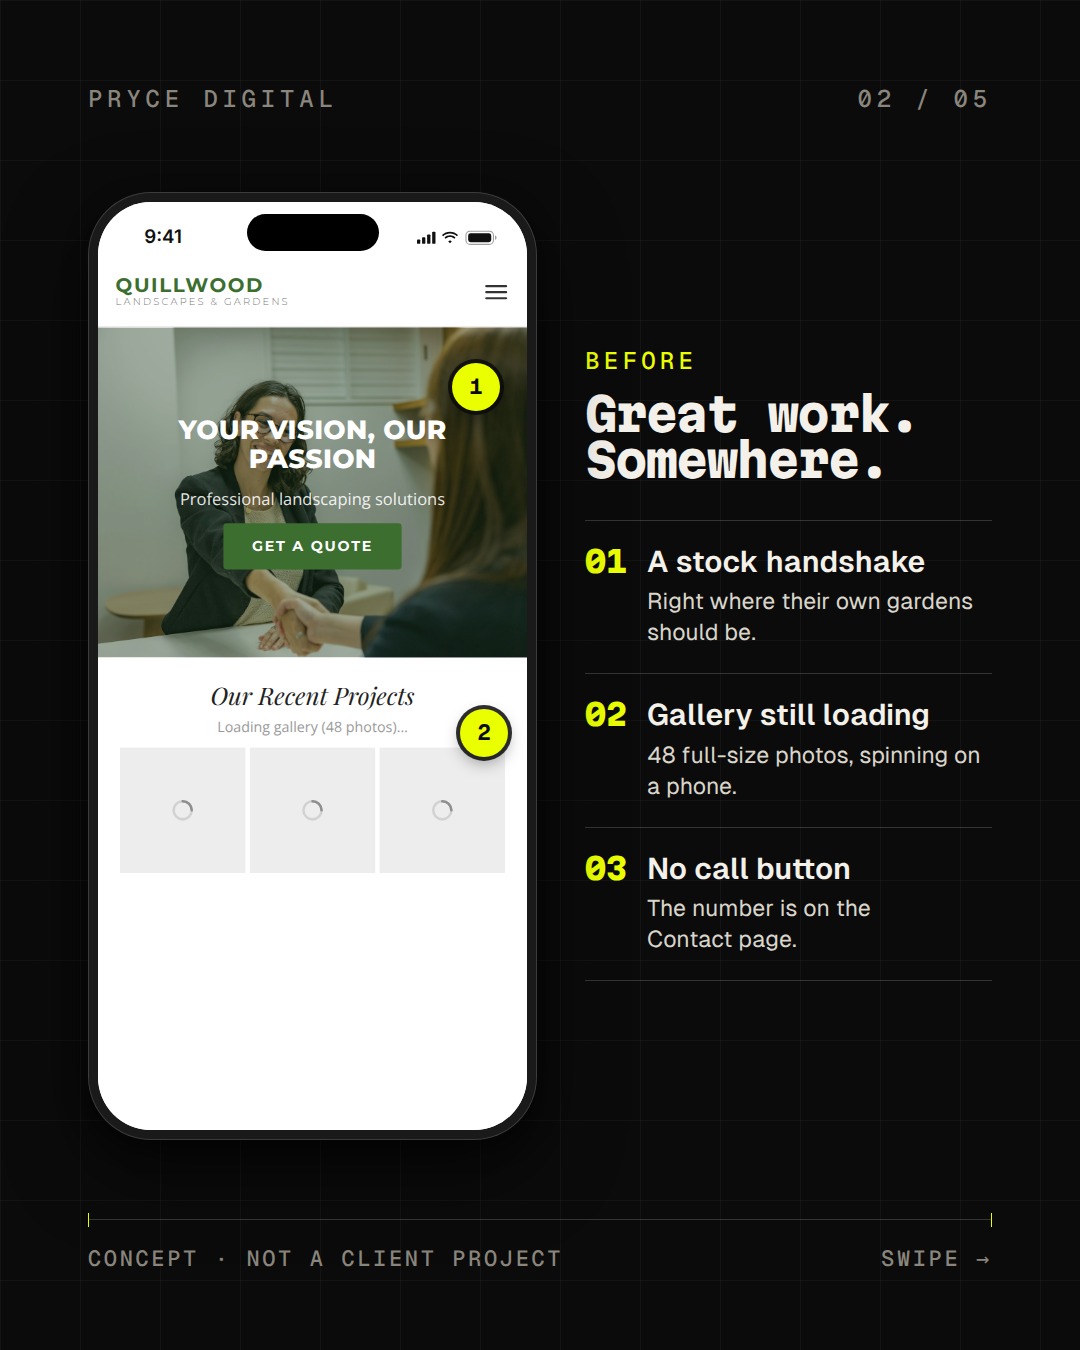 PRYCE DIGITAL
02 / 05
9:41
QUILLWOOD
LANDSCAPES & GARDENS
1
YOUR VISION, OUR
PASSION
Professional landscaping solutions
GET A QUOTE
Our Recent Projects
Loading gallery (48 photos)...
2
BEFORE
Great work.
Somewhere.
01 A stock handshake
Right where their own gardens
should be.
02 Gallery still loading
48 full-size photos, spinning on
a phone.
03 No call button
The number is on the
Contact page.
CONCEPT · NOT A CLIENT PROJECT
SWIPE →